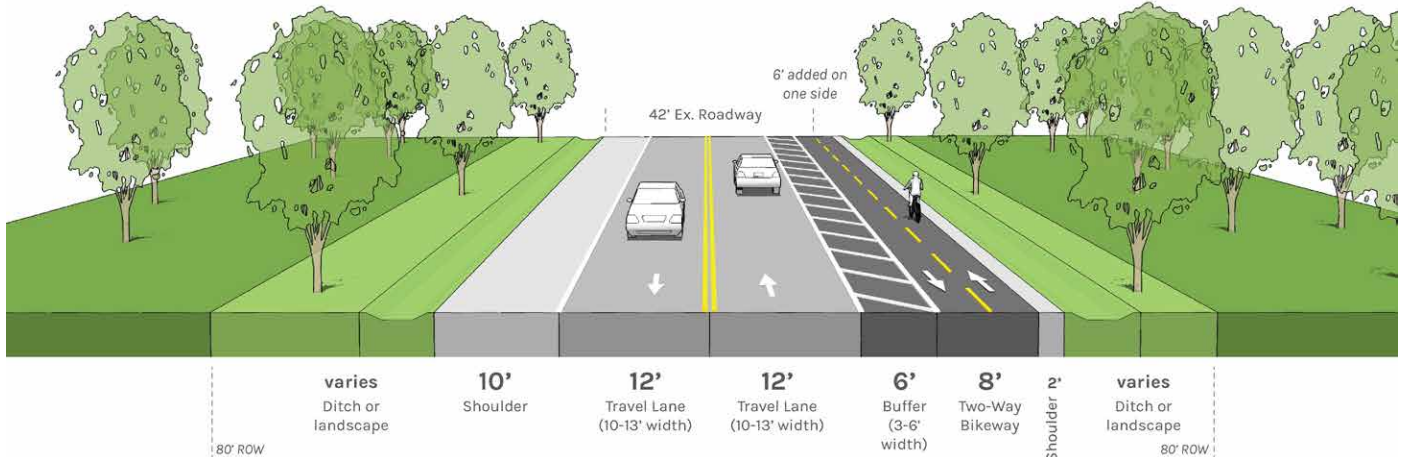 6’ added on
one side
42’ Ex. Roadway
varies
Ditch or
landscape
10’
Shoulder
12’
Travel Lane
(10-13’ width)
12’
Travel Lane
(10-13’ width)
6’
Buffer
(3-6’
width)
8’
Two-Way
Bikeway
2’
Shoulder
varies
Ditch or
landscape
80’ ROW
80’ ROW